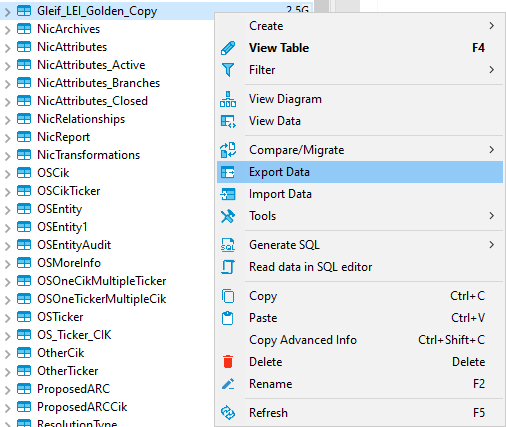 Gleif_LEI_Golden_Copy 2.5G
NicArchives
NicAttributes
NicAttributes_Active
NicAttributes_Branches
NicAttributes_Closed
NicRelationships
NicReport
NicTransformations
OSCik
OSCikTicker
OSEntity
OSEntity1
OSEntityAudit
OSMoreInfo
OSOneCikMultipleTicker
OSOneTickerMultipleCik
OSTicker
OS_Ticker_CIK
OtherCik
OtherTicker
ProposedARC
ProposedARCCik
ResolutionType
Create
View Table F4
Filter
View Diagram
View Data
Compare/Migrate
Export Data
Import Data
Tools
Generate SQL
Read data in SQL editor
Copy Ctrl+C
Paste Ctrl+V
Copy Advanced Info Ctrl+Shift+C
Delete Delete
Rename F2
Refresh F5